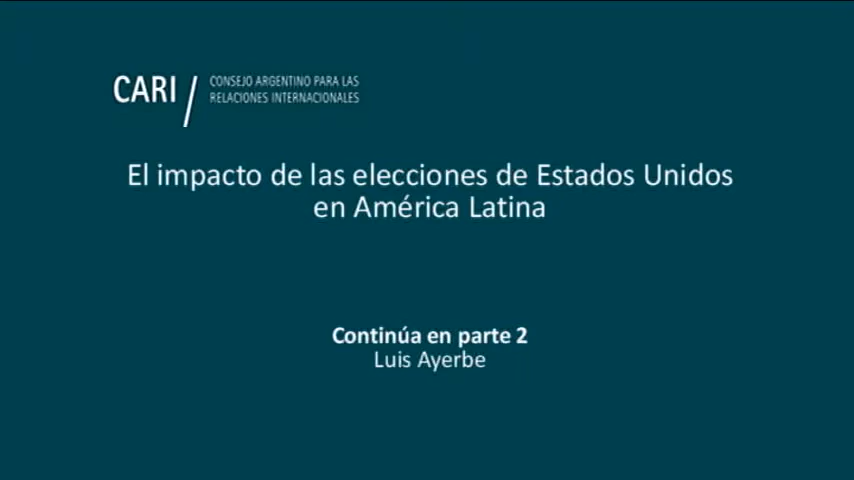 CARI/
CONSEJO ARGENTINO PARA LAS
RELACIONES INTERNACIONALES
El impacto de las elecciones de Estados Unidos
en América Latina
Continúa en parte 2
Luis Ayerbe